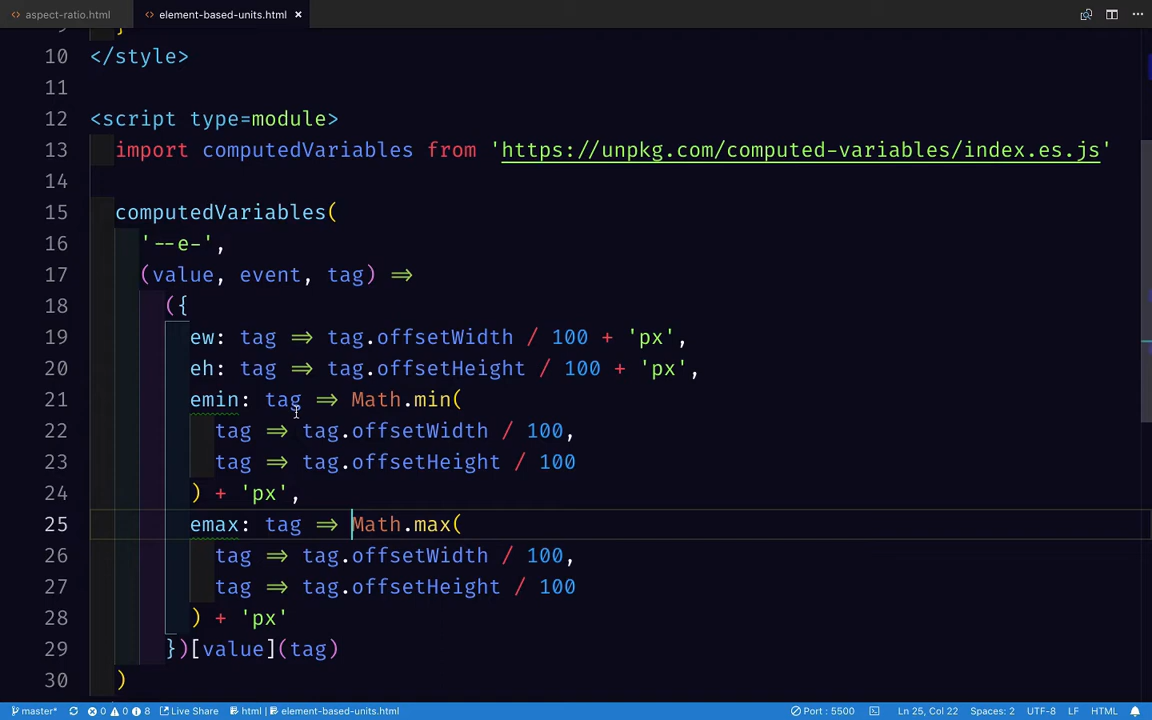 aspect-ratio.html element-based-units.html
9 }
10 </style>
11
12 <script type=module>
13 import computedVariables from 'https://unpkg.com/computed-variables/index.es.js'
14
15 computedVariables(
16 '--e-',
17 (value, event, tag) =>
18 ({
19 ew: tag => tag.offsetWidth / 100 + 'px',
20 eh: tag => tag.offsetHeight / 100 + 'px',
21 emin: tag => Math.min(
22 tag => tag.offsetWidth / 100,
23 tag => tag.offsetHeight / 100
24 ) + 'px',
25 emax: tag => Math.max(
26 tag => tag.offsetWidth / 100,
27 tag => tag.offsetHeight / 100
28 ) + 'px'
29 })[value](tag)
30 )
master* 0 0 8 Live Share html element-based-units.html Port : 5500 Ln 25, Col 22 Spaces: 2 UTF-8 LF HTML